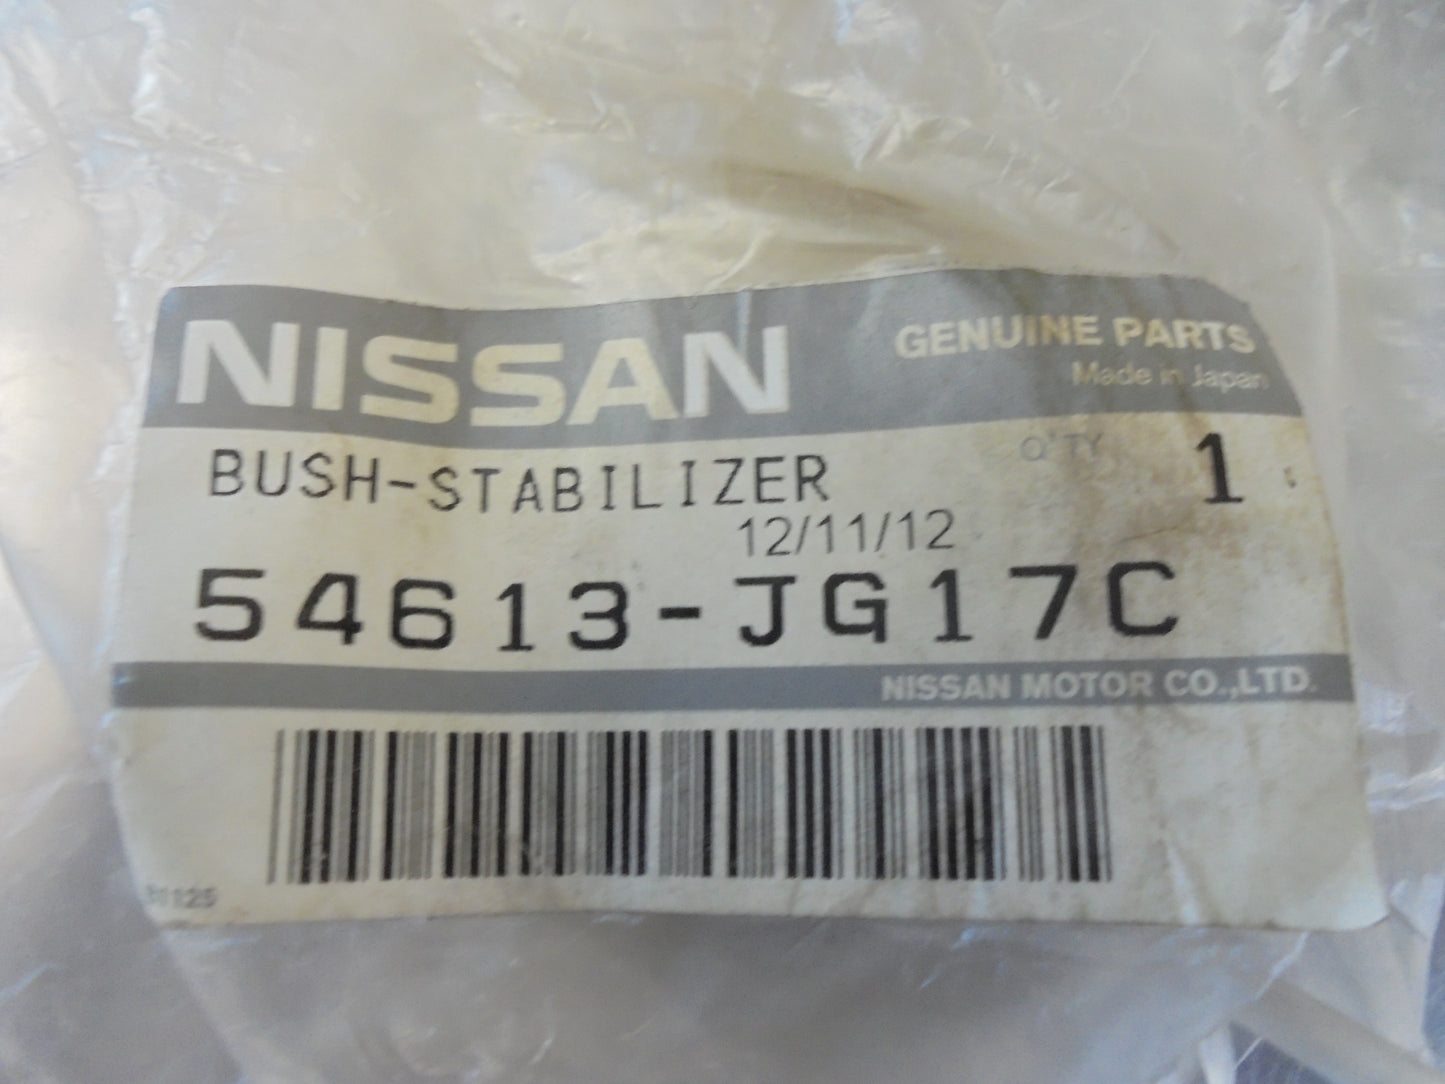 NISSAN
GENUINE PARTS
Made in Japan
BUSH-STABILIZER
Q'TY 1
12/11/12
54613-JG17C
NISSAN MOTOR CO.,LTD.